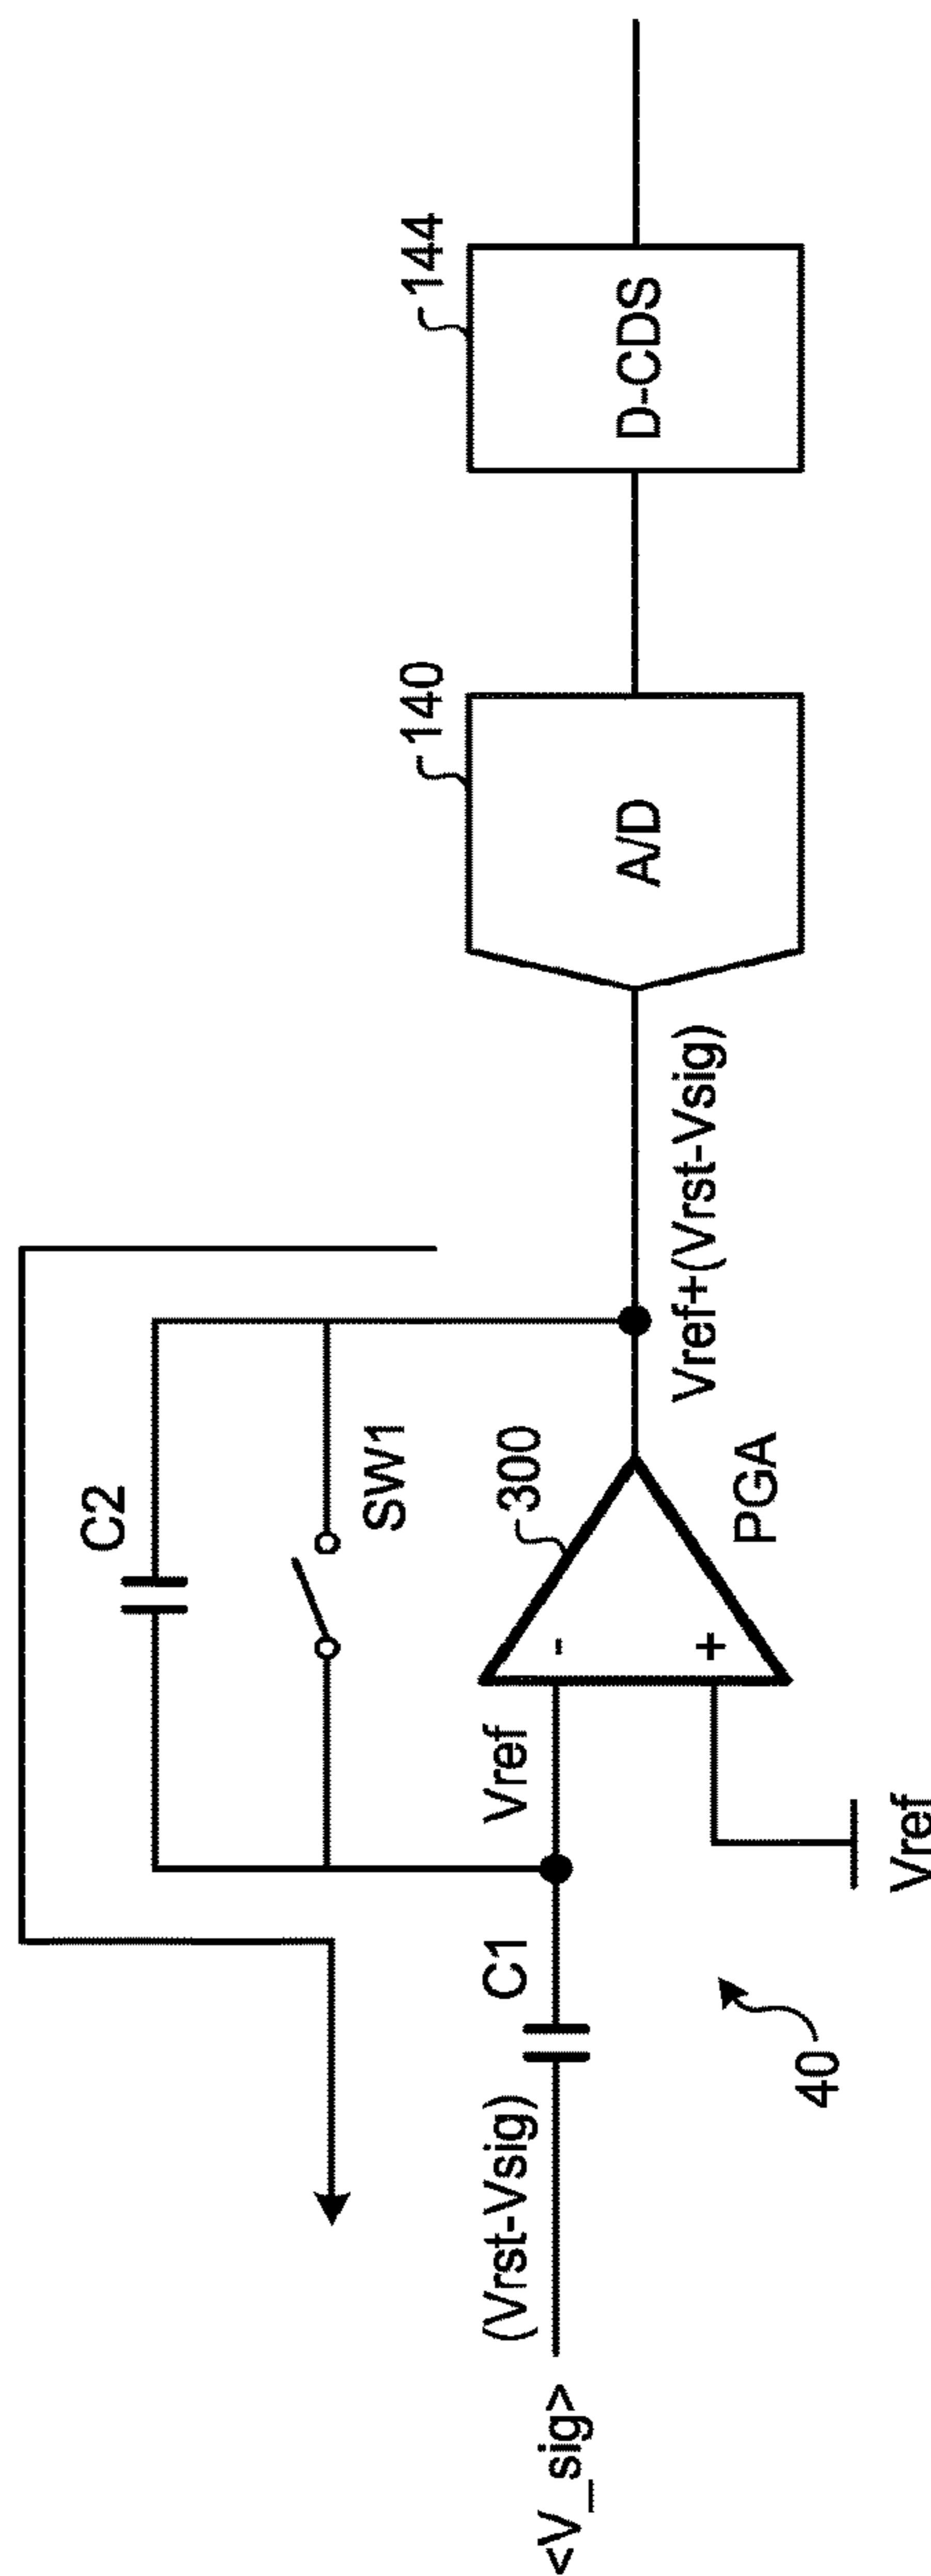 C2
SW1
<V_sig>
(Vrst-Vsig)
C1
Vref
-
+
300
PGA
Vref
40
Vref+(Vrst-Vsig)
140
A/D
144
D-CDS